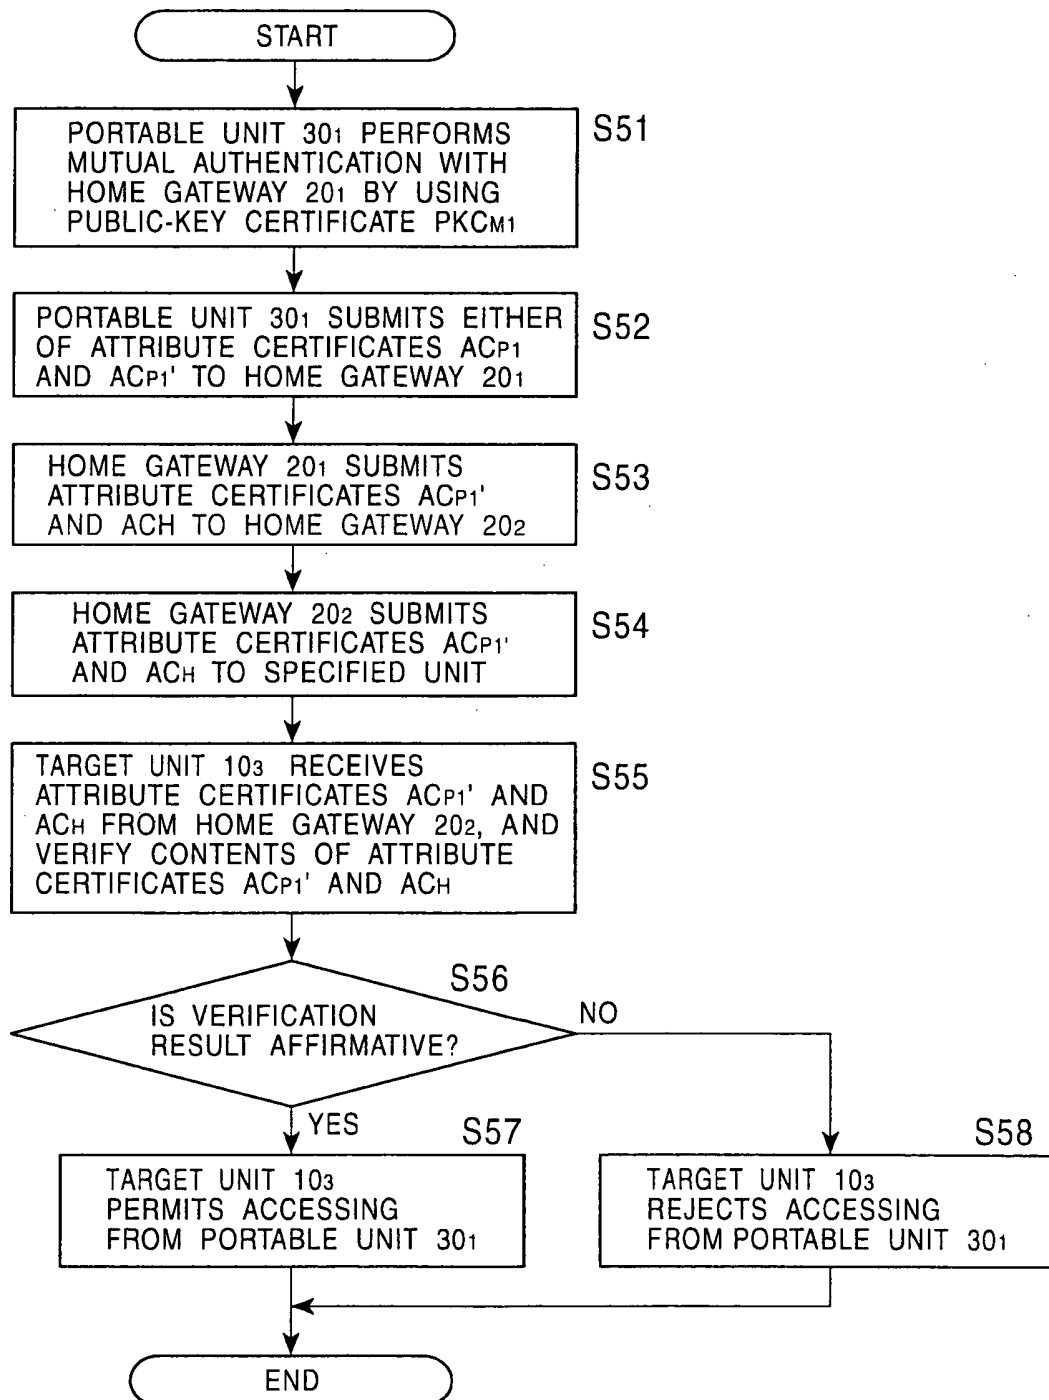 START
PORTABLE UNIT 30₁ PERFORMS
MUTUAL AUTHENTICATION WITH
HOME GATEWAY 20₁ BY USING
PUBLIC-KEY CERTIFICATE PKCM1
S51
PORTABLE UNIT 30₁ SUBMITS EITHER
OF ATTRIBUTE CERTIFICATES ACP1
AND ACP1' TO HOME GATEWAY 20₁
S52
HOME GATEWAY 20₁ SUBMITS
ATTRIBUTE CERTIFICATES ACP1'
AND ACH TO HOME GATEWAY 20₂
S53
HOME GATEWAY 20₂ SUBMITS
ATTRIBUTE CERTIFICATES ACP1'
AND ACH TO SPECIFIED UNIT
S54
TARGET UNIT 10₃ RECEIVES
ATTRIBUTE CERTIFICATES ACP1' AND
ACH FROM HOME GATEWAY 20₂, AND
VERIFY CONTENTS OF ATTRIBUTE
CERTIFICATES ACP1' AND ACH
S55
S56
IS VERIFICATION
RESULT AFFIRMATIVE?
NO
YES
S57
TARGET UNIT 10₃
PERMITS ACCESSING
FROM PORTABLE UNIT 30₁
S58
TARGET UNIT 10₃
REJECTS ACCESSING
FROM PORTABLE UNIT 30₁
END